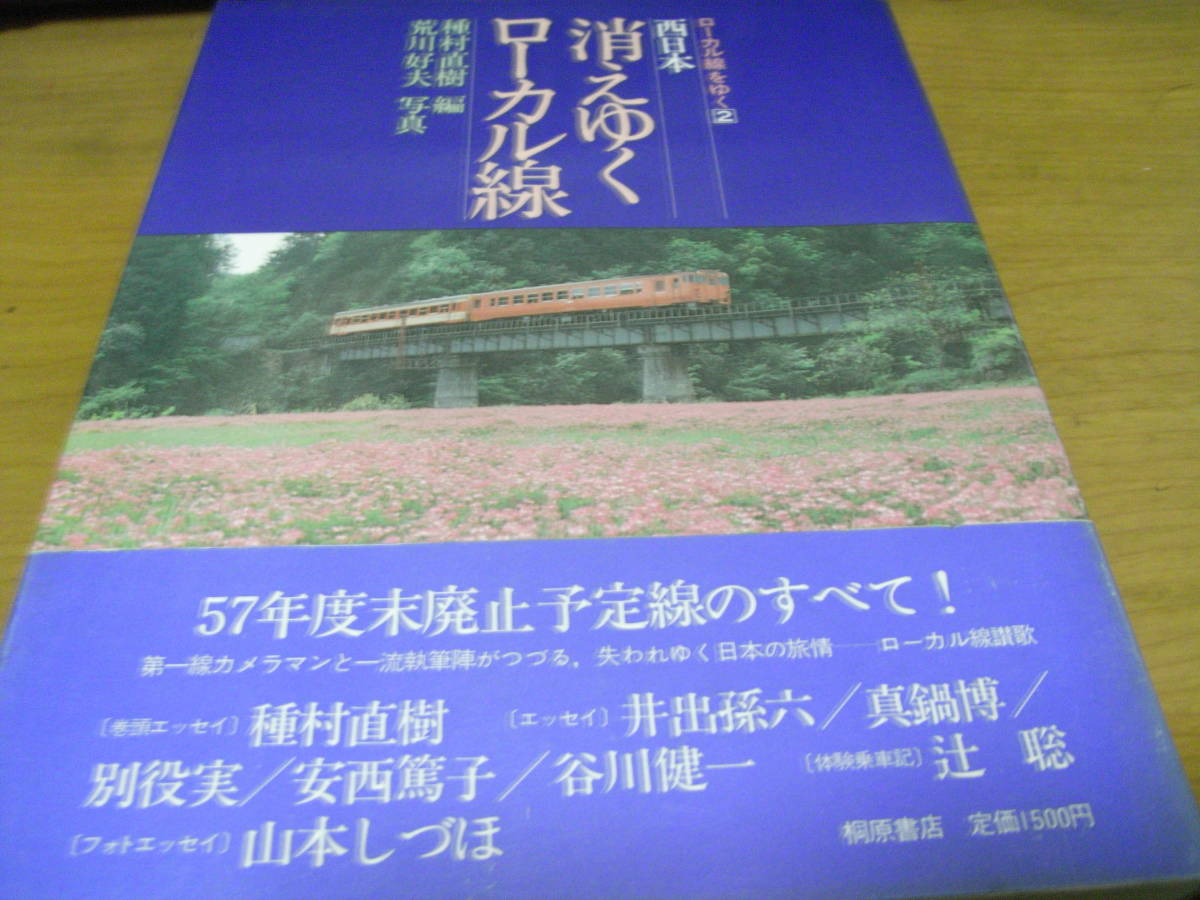 ローカル線をゆく2
西日本
消えゆく
ローカル線
種村直樹 編
荒川好夫 写真
57年度末廃止予定線のすべて!
第一線カメラマンと一流執筆陣がつづる,失われゆく日本の旅情――ローカル線讃歌
〔巻頭エッセイ〕種村直樹 〔エッセイ〕井出孫六/真鍋博/
別役実/安西篤子/谷川健一 〔体験乗車記〕辻 聡
〔フォトエッセイ〕山本しづほ
桐原書店 定価1500円